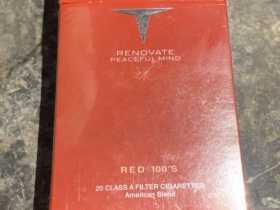 RENOVATE
PEACEFUL MIND
RED 100'S
20 CLASS A FILTER CIGARETTES
American Blend